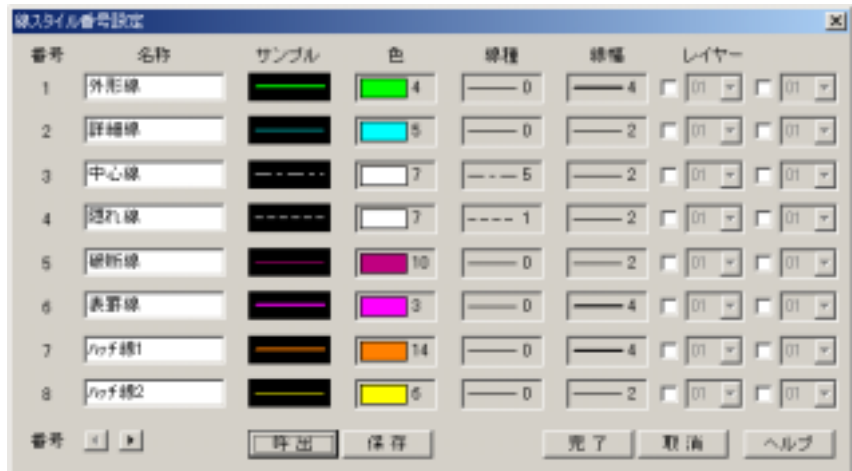 線スタイル番号設定
番号 名称 サンプル 色 線種 線幅 レイヤー
1 外形線 4 0 4 01 01
2 詳細線 5 0 2 01 01
3 中心線 7 5 2 01 01
4 隠れ線 7 1 2 01 01
5 破断線 10 0 2 01 01
6 表罫線 3 0 4 01 01
7 ハッチ線1 14 0 4 01 01
8 ハッチ線2 6 0 2 01 01
番号 呼出 保存 完了 取消 ヘルプ